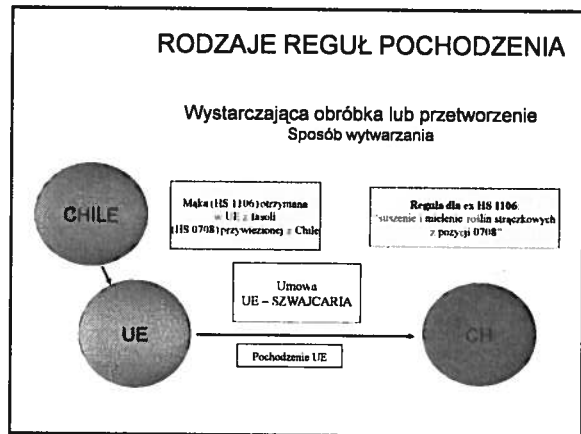 RODZAJE REGUŁ POCHODZENIA
Wystarczająca obróbka lub przetworzenie
Sposób wytwarzania
CHILE
Mąka (HS 1106) otrzymana
w UE z fasoli
(HS 0708) przywiezionej z Chile
Reguła dla ex HS 1106:
"suszenie i mielenie roślin strączkowych
z pozycji 0708"
Umowa
UE – SZWAJCARIA
UE
CH
Pochodzenie UE